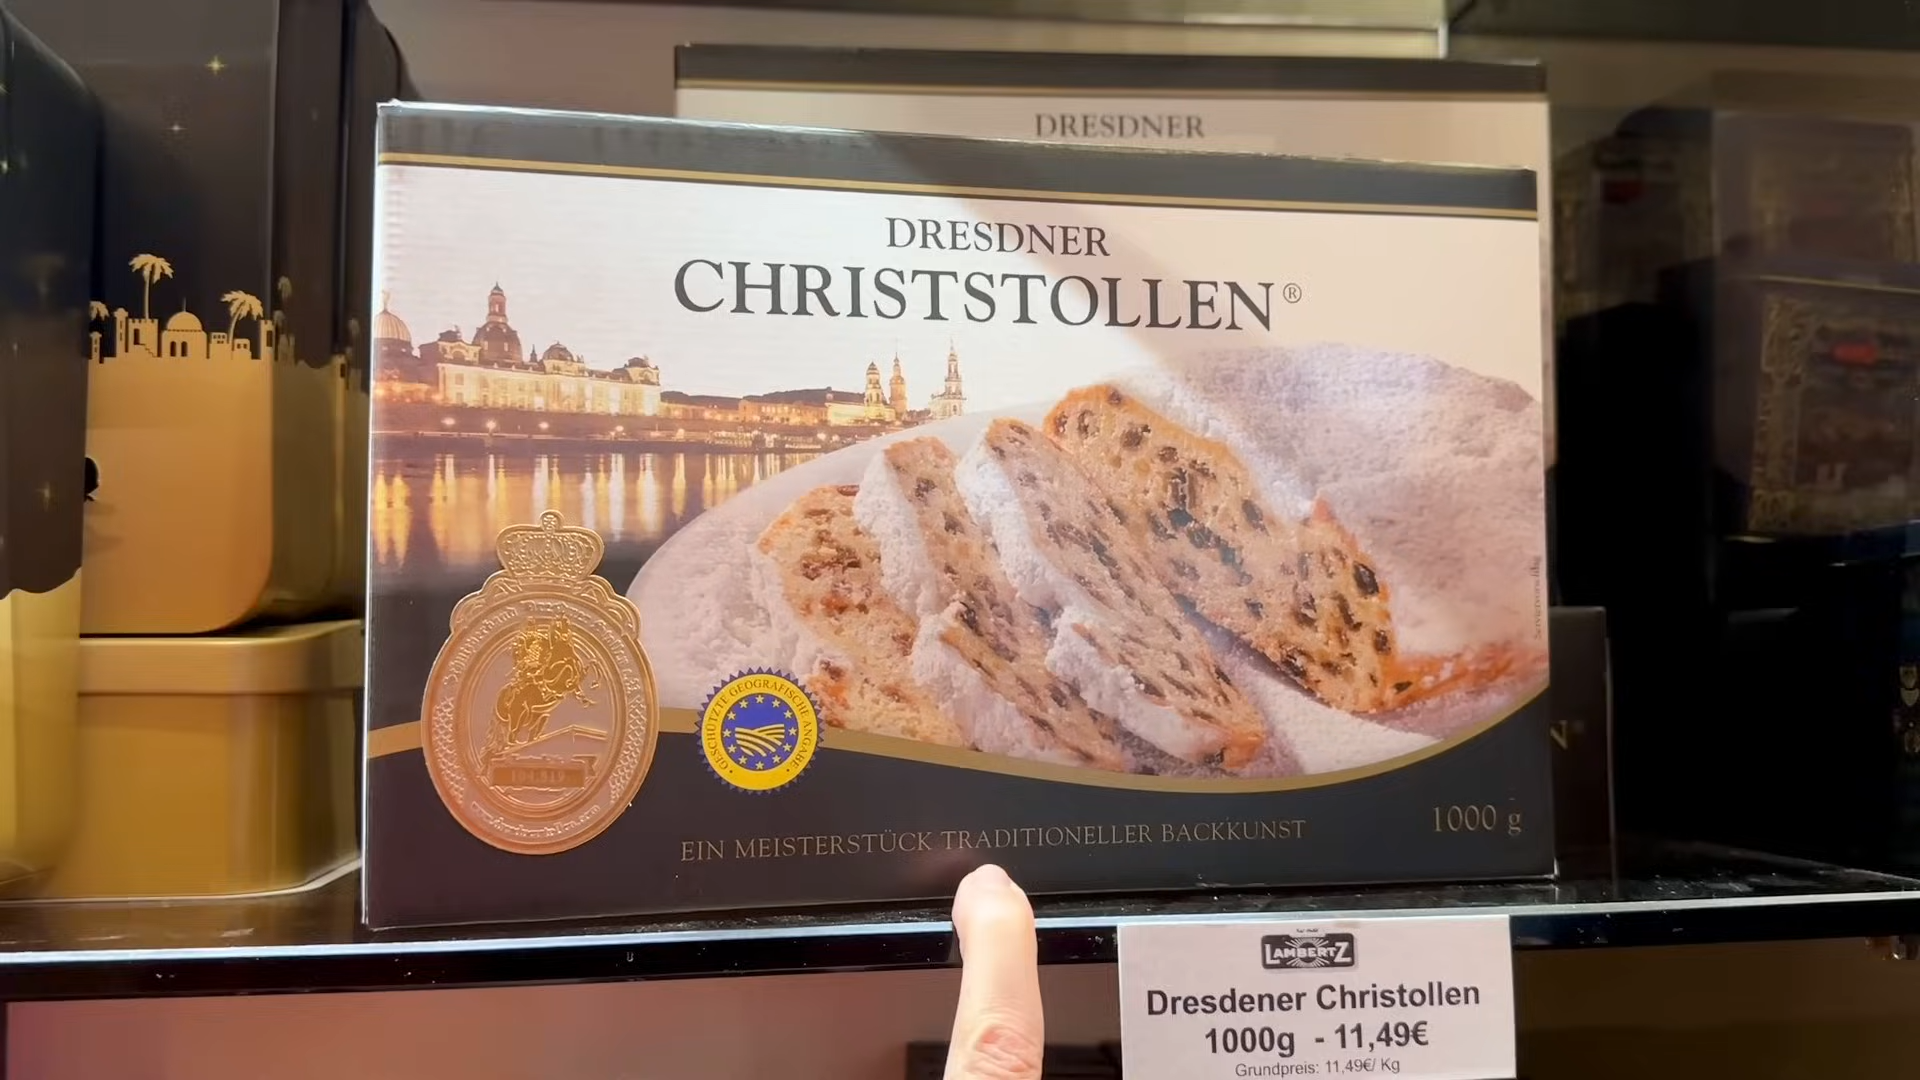 DRESDNER
DRESDNER
CHRISTSTOLLEN®
GESCHÜTZTE GEOGRAFISCHE ANGABE
EIN MEISTERSTÜCK TRADITIONELLER BACKKUNST
1000 g
LAMBERTZ
Dresdener Christollen
1000g - 11,49€
Grundpreis: 11,49€/ Kg